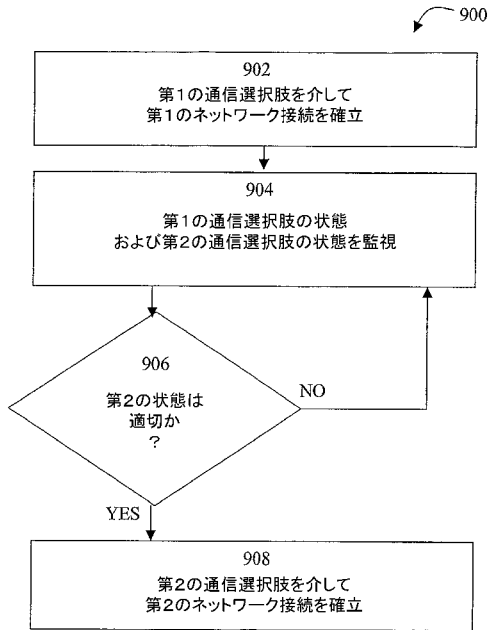 900
902
第1の通信選択肢を介して
第1のネットワーク接続を確立
904
第1の通信選択肢の状態
および第2の通信選択肢の状態を監視
906
第2の状態は
適切か
?
NO
YES
908
第2の通信選択肢を介して
第2のネットワーク接続を確立